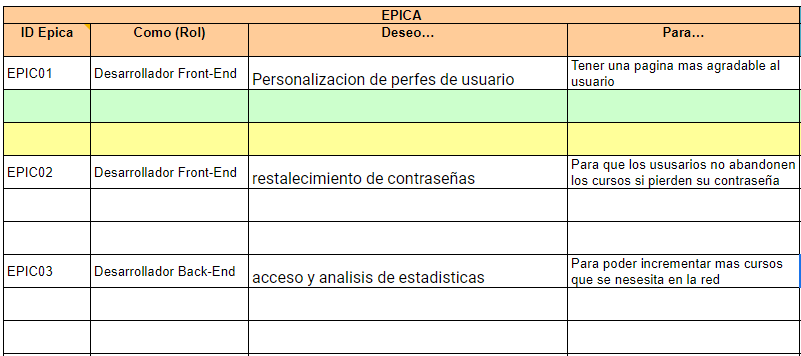 EPICA
ID Epica Como (Rol) Deseo... Para...
EPIC01 Desarrollador Front-End Personalizacion de perfes de usuario Tener una pagina mas agradable al
usuario
EPIC02 Desarrollador Front-End restalecimiento de contraseñas Para que los ususarios no abandonen
los cursos si pierden su contraseña
EPIC03 Desarrollador Back-End acceso y analisis de estadisticas Para poder incrementar mas cursos
que se nesesita en la red